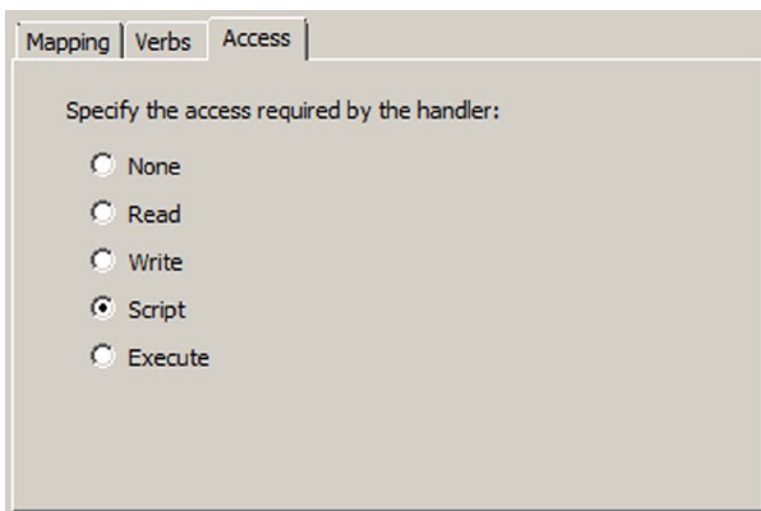 Mapping Verbs Access
Specify the access required by the handler:
None
Read
Write
Script
Execute